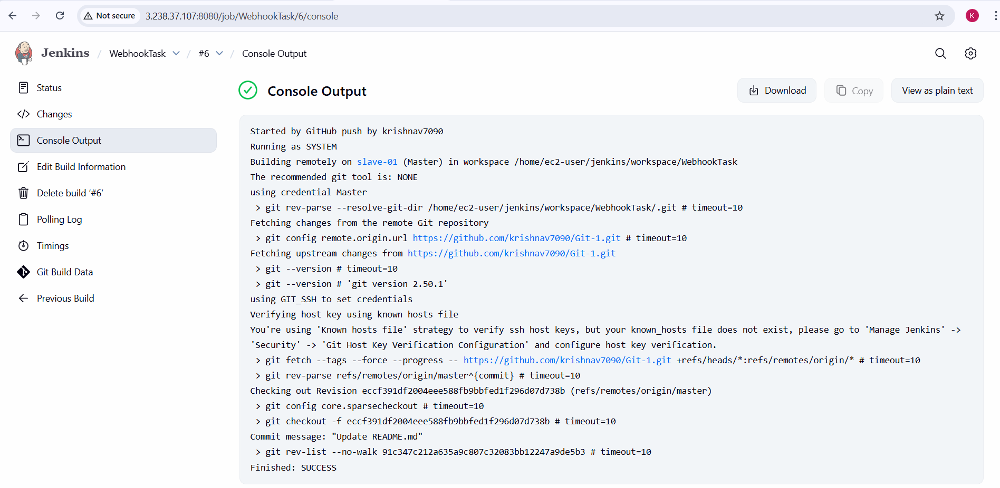 Not secure 3.238.37.107:8080/job/WebhookTask/6/console K
Jenkins / WebhookTask / #6 / Console Output
Status
Changes
Console Output
Edit Build Information
Delete build ‘#6’
Polling Log
Timings
Git Build Data
Previous Build
Console Output
Download
Copy
View as plain text
Started by GitHub push by krishnav7090
Running as SYSTEM
Building remotely on slave-01 (Master) in workspace /home/ec2-user/jenkins/workspace/WebhookTask
The recommended git tool is: NONE
using credential Master
 > git rev-parse --resolve-git-dir /home/ec2-user/jenkins/workspace/WebhookTask/.git # timeout=10
Fetching changes from the remote Git repository
 > git config remote.origin.url https://github.com/krishnav7090/Git-1.git # timeout=10
Fetching upstream changes from https://github.com/krishnav7090/Git-1.git
 > git --version # timeout=10
 > git --version # 'git version 2.50.1'
using GIT_SSH to set credentials
Verifying host key using known hosts file
You're using 'Known hosts file' strategy to verify ssh host keys, but your known_hosts file does not exist, please go to 'Manage Jenkins' ->
'Security' -> 'Git Host Key Verification Configuration' and configure host key verification.
 > git fetch --tags --force --progress -- https://github.com/krishnav7090/Git-1.git +refs/heads/*:refs/remotes/origin/* # timeout=10
 > git rev-parse refs/remotes/origin/master^{commit} # timeout=10
Checking out Revision eccf391df2004eee588fb9bbfed1f296d07d738b (refs/remotes/origin/master)
 > git config core.sparsecheckout # timeout=10
 > git checkout -f eccf391df2004eee588fb9bbfed1f296d07d738b # timeout=10
Commit message: "Update README.md"
 > git rev-list --no-walk 91c347c212a635a9c807c32083bb12247a9de5b3 # timeout=10
Finished: SUCCESS